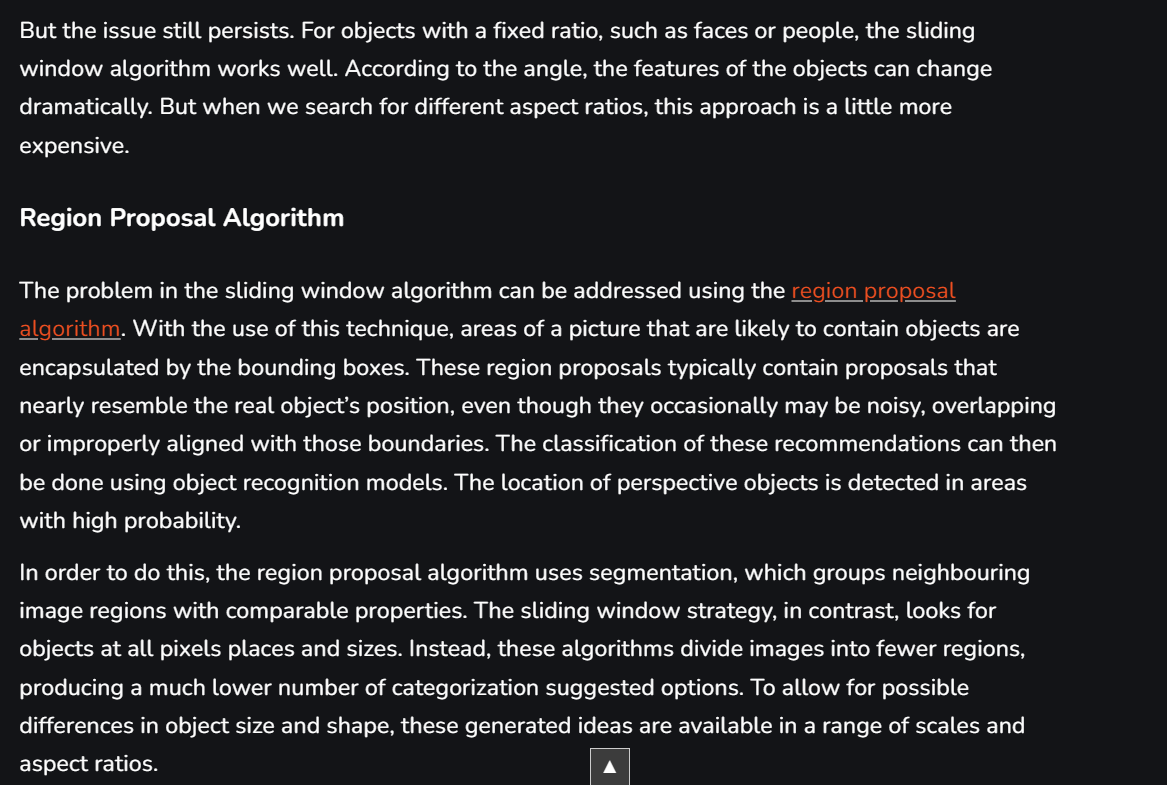 But the issue still persists. For objects with a fixed ratio, such as faces or people, the sliding
window algorithm works well. According to the angle, the features of the objects can change
dramatically. But when we search for different aspect ratios, this approach is a little more
expensive.
Region Proposal Algorithm
The problem in the sliding window algorithm can be addressed using the region proposal
algorithm. With the use of this technique, areas of a picture that are likely to contain objects are
encapsulated by the bounding boxes. These region proposals typically contain proposals that
nearly resemble the real object’s position, even though they occasionally may be noisy, overlapping
or improperly aligned with those boundaries. The classification of these recommendations can then
be done using object recognition models. The location of perspective objects is detected in areas
with high probability.
In order to do this, the region proposal algorithm uses segmentation, which groups neighbouring
image regions with comparable properties. The sliding window strategy, in contrast, looks for
objects at all pixels places and sizes. Instead, these algorithms divide images into fewer regions,
producing a much lower number of categorization suggested options. To allow for possible
differences in object size and shape, these generated ideas are available in a range of scales and
aspect ratios.